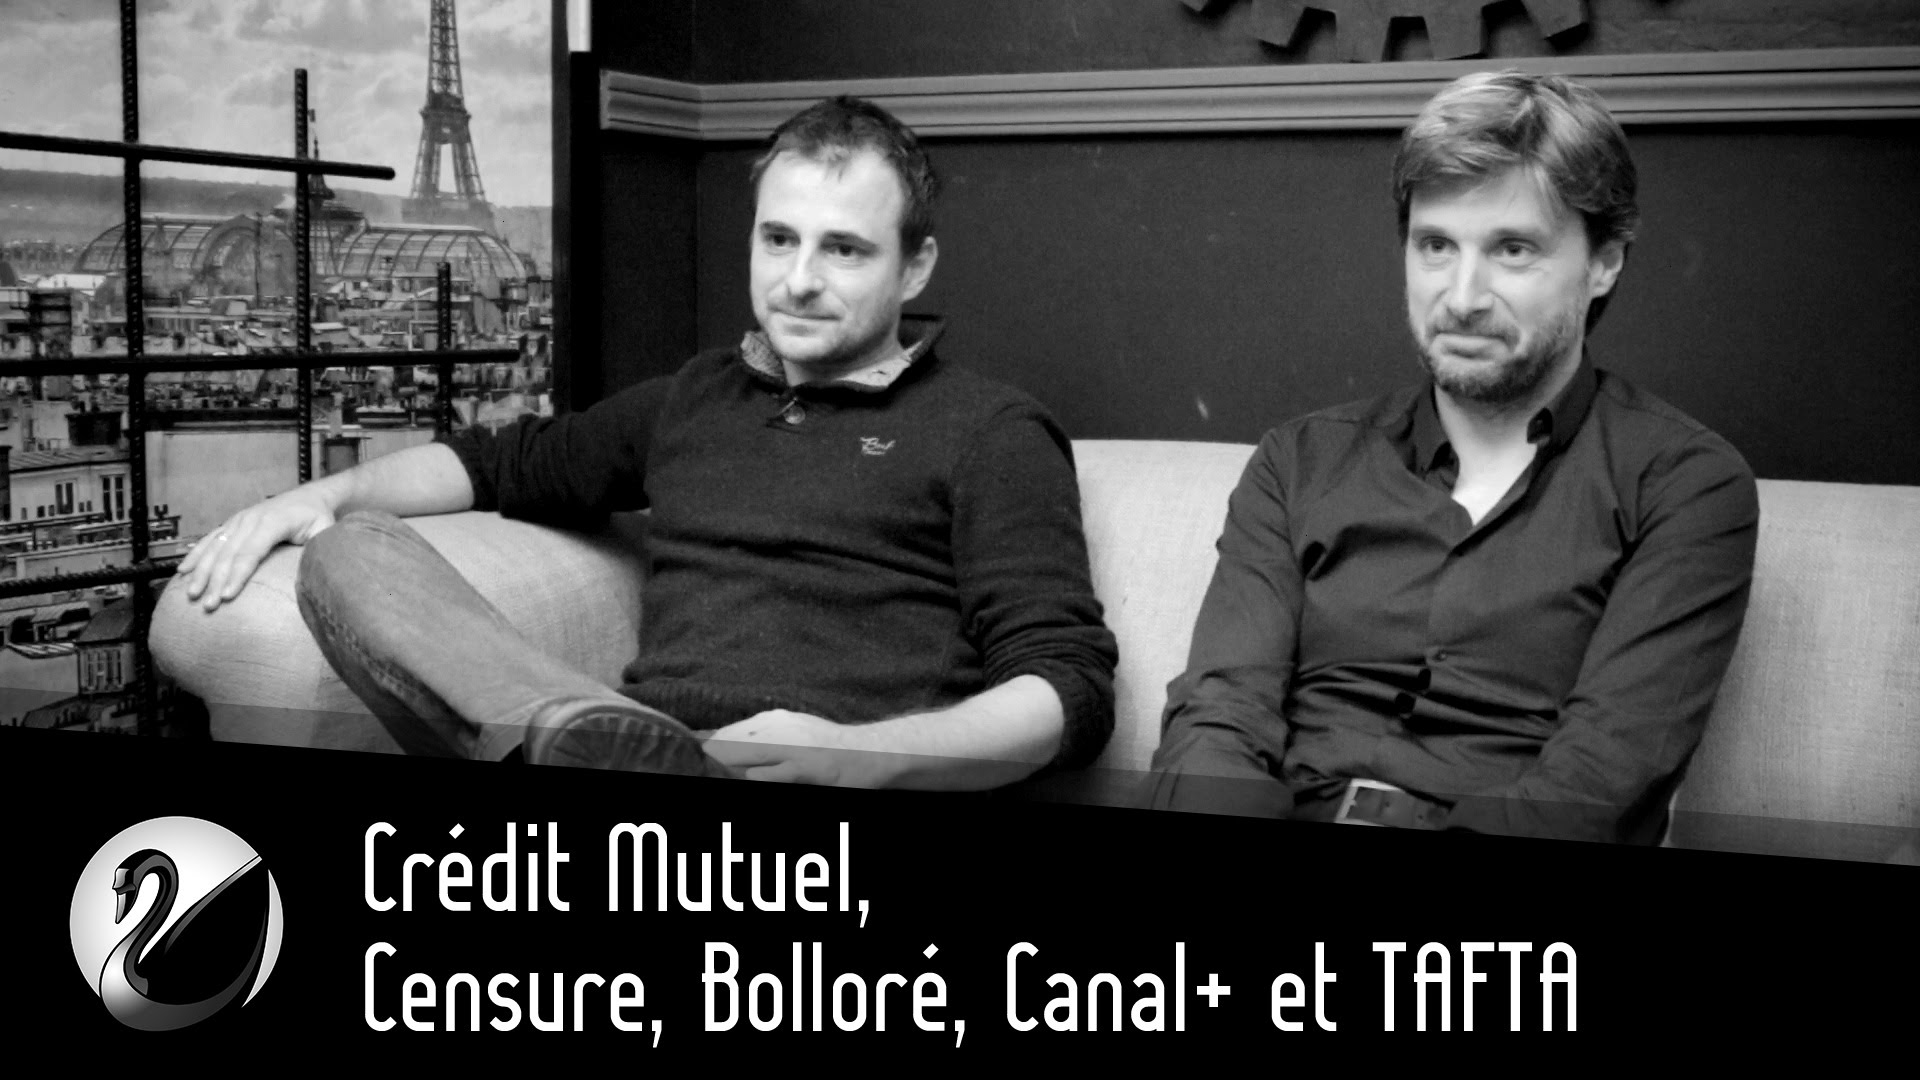 Crédit Mutuel,
Censure, Bolloré, Canal+ et TAFTA